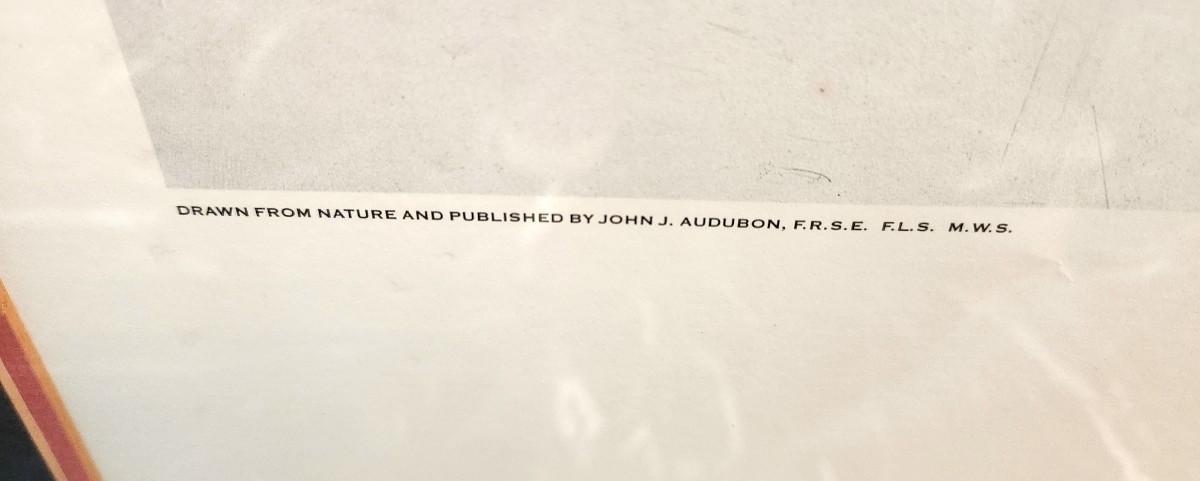 DRAWN FROM NATURE AND PUBLISHED BY JOHN J. AUDUBON, F.R.S.E. F.L.S. M.W.S.